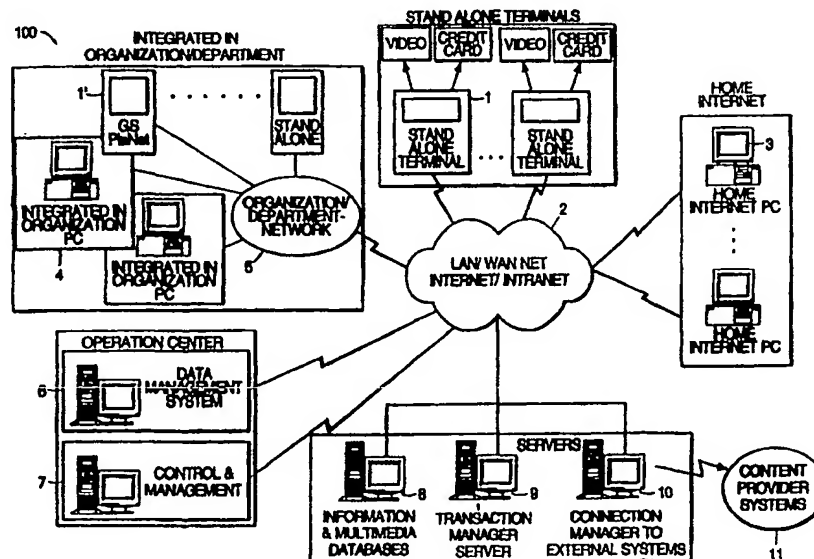 100
INTEGRATED IN
ORGANIZATION/DEPARTMENT
1'
GS
PlaNet
STAND
ALONE
INTEGRATED IN
ORGANIZATION
PC
4
INTEGRATED IN
ORGANIZATION
PC
ORGANIZATION/
DEPARTMENT-
NETWORK
5
STAND ALONE TERMINALS
VIDEO
CREDIT
CARD
VIDEO
CREDIT
CARD
1
STAND
ALONE
TERMINAL
STAND
ALONE
TERMINAL
HOME
INTERNET
3
HOME
INTERNET PC
HOME
INTERNET PC
2
LAN/ WAN NET
INTERNET/ INTRANET
OPERATION CENTER
6
DATA
MANAGEMENT
SYSTEM
7
CONTROL &
MANAGEMENT
SERVERS
8
INFORMATION
& MULTIMEDIA
DATABASES
9
TRANSACTION
MANAGER
SERVER
10
CONNECTION
MANAGER TO
EXTERNAL SYSTEMS
CONTENT
PROVIDER
SYSTEMS
11